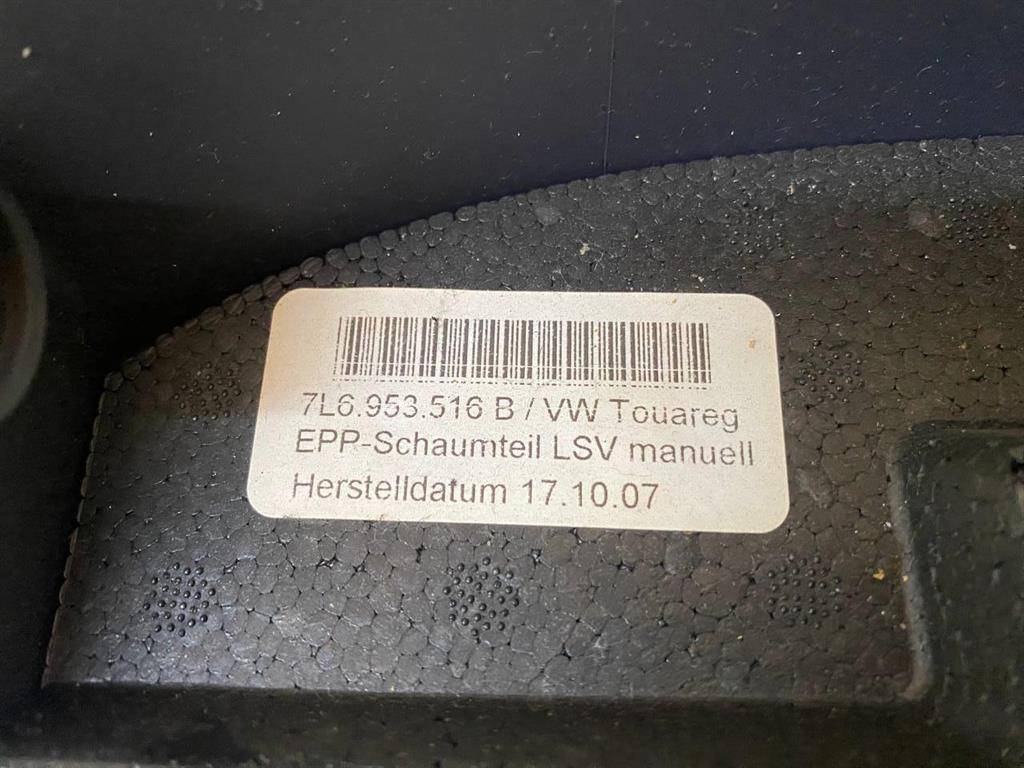 7L6.953.516 B / VW Touareg
EPP-Schaumteil LSV manuell
Herstelldatum 17.10.07